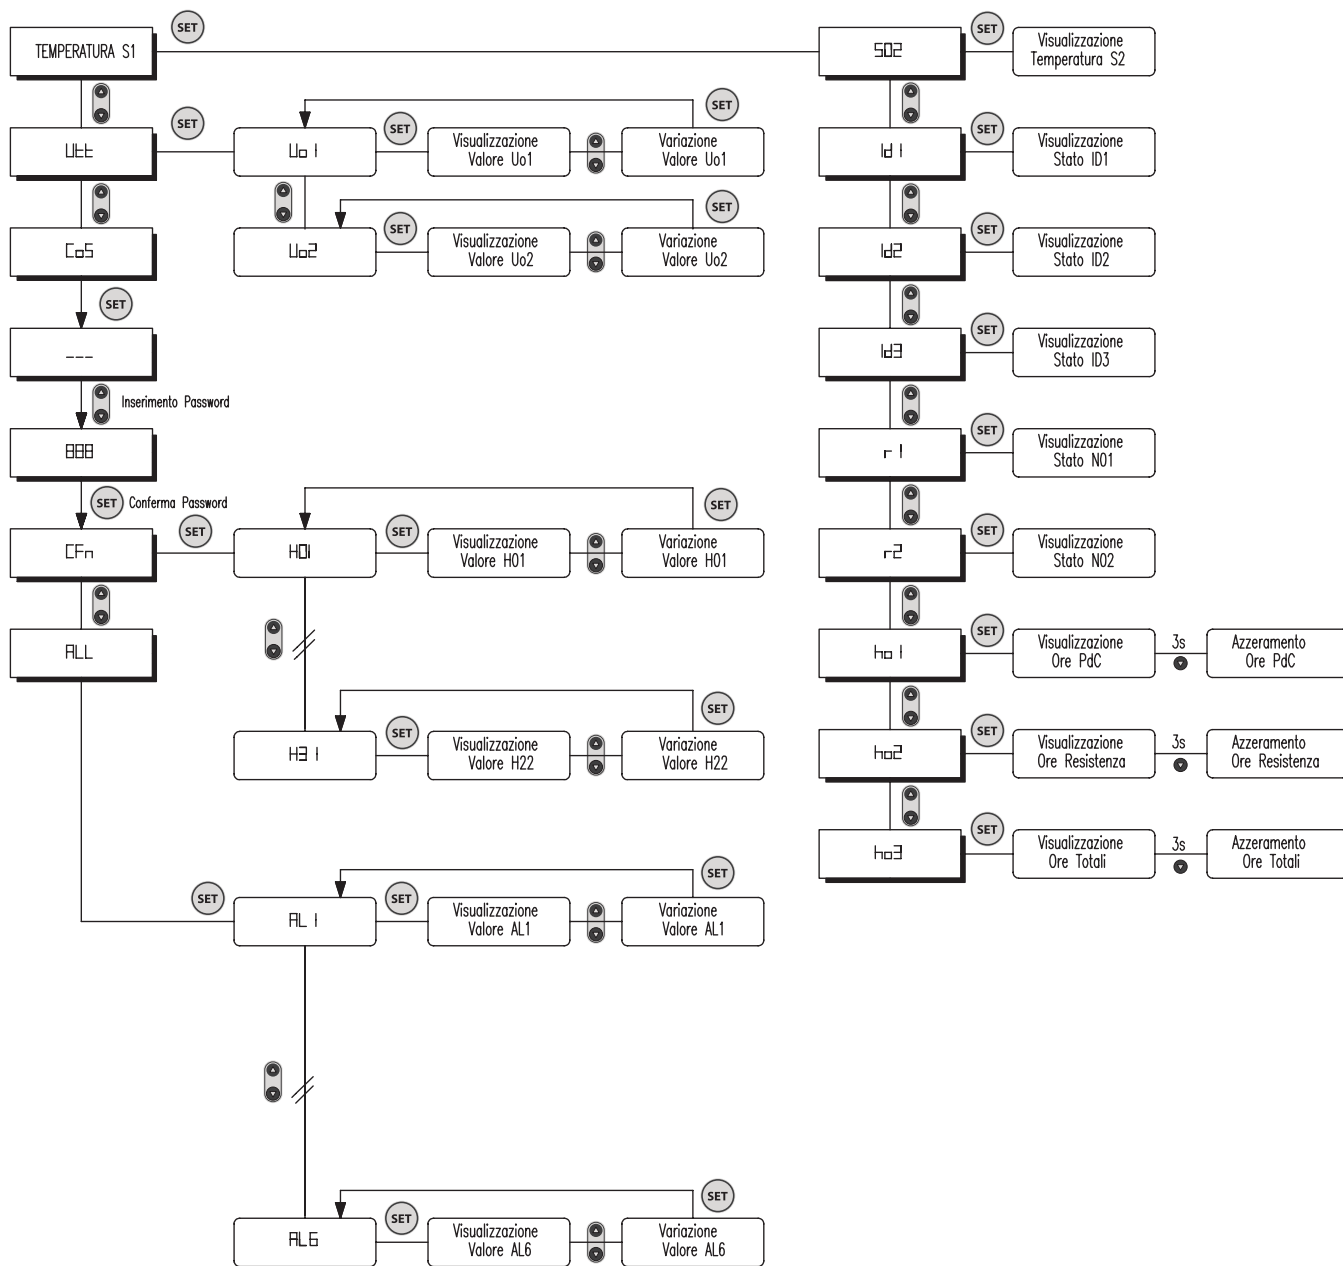 SET
SET
TEMPERATURA S1
S02
Visualizzazione
Temperatura S2
SET
SET
SET
SET
Utt
Uo1
Visualizzazione
Valore Uo1
Variazione
Valore Uo1
Id1
Visualizzazione
Stato ID1
SET
SET
SET
CoS
Uo2
Visualizzazione
Valore Uo2
Variazione
Valore Uo2
Id2
Visualizzazione
Stato ID2
SET
SET
---
Id3
Visualizzazione
Stato ID3
Inserimento Password
SET
888
r1
Visualizzazione
Stato N01
SET Conferma Password
SET
SET
SET
SET
CFn
H01
Visualizzazione
Valore H01
Variazione
Valore H01
r2
Visualizzazione
Stato N02
SET
ALL
ho1
Visualizzazione
Ore PdC
3s
Azzeramento
Ore PdC
SET
SET
SET
H31
Visualizzazione
Valore H22
Variazione
Valore H22
ho2
Visualizzazione
Ore Resistenza
3s
Azzeramento
Ore Resistenza
SET
ho3
Visualizzazione
Ore Totali
3s
Azzeramento
Ore Totali
SET
SET
SET
AL1
Visualizzazione
Valore AL1
Variazione
Valore AL1
SET
SET
AL6
Visualizzazione
Valore AL6
Variazione
Valore AL6